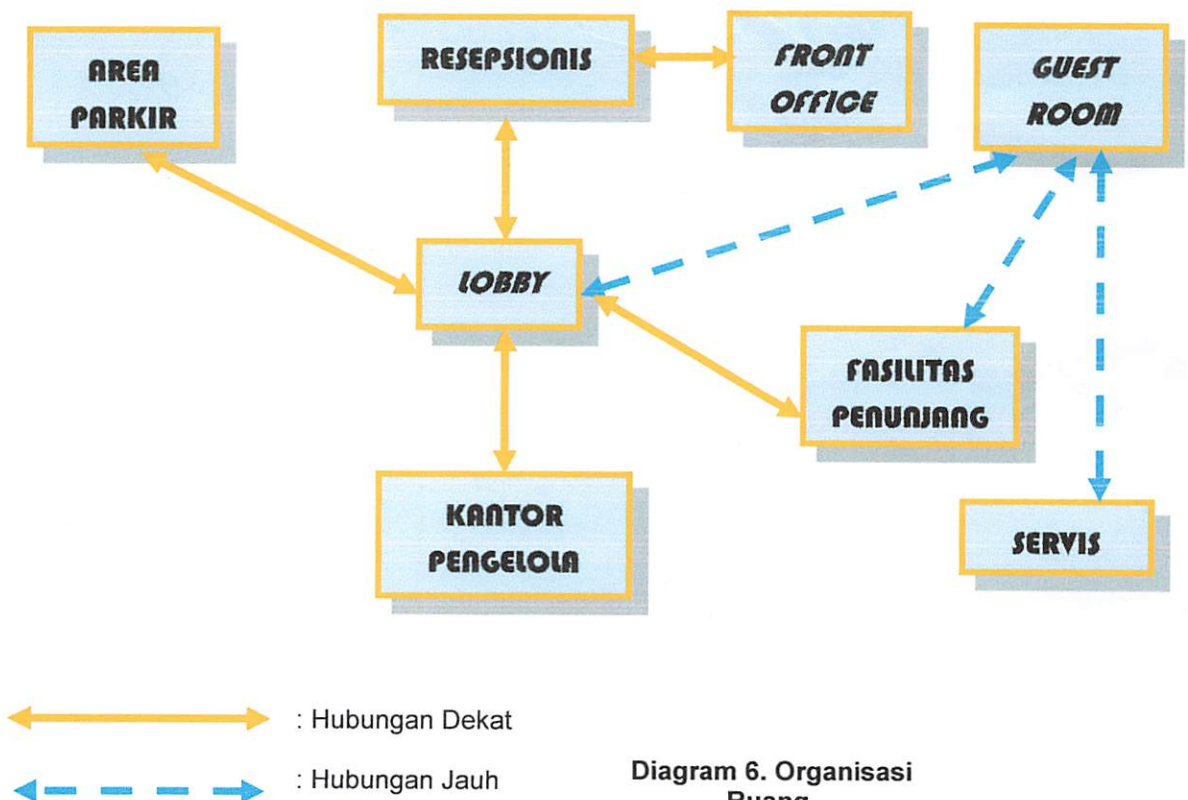 AREA
PARKIR
RESEPSIONIS
FRONT
OFFICE
GUEST
ROOM
LOBBY
FASILITAS
PENUNJANG
KANTOR
PENGELOLA
SERVIS
: Hubungan Dekat
: Hubungan Jauh
Diagram 6. Organisasi
Ruang